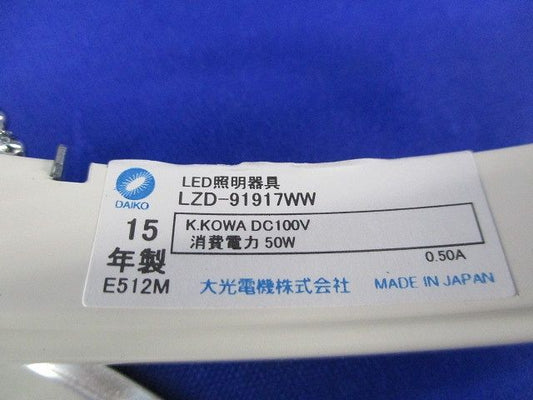 LED照明器具
LZD-91917WW
DAIKO
15
年製
E512M
K.KOWA DC100V
消費電力 50W
0.50A
大光電機株式会社 MADE IN JAPAN